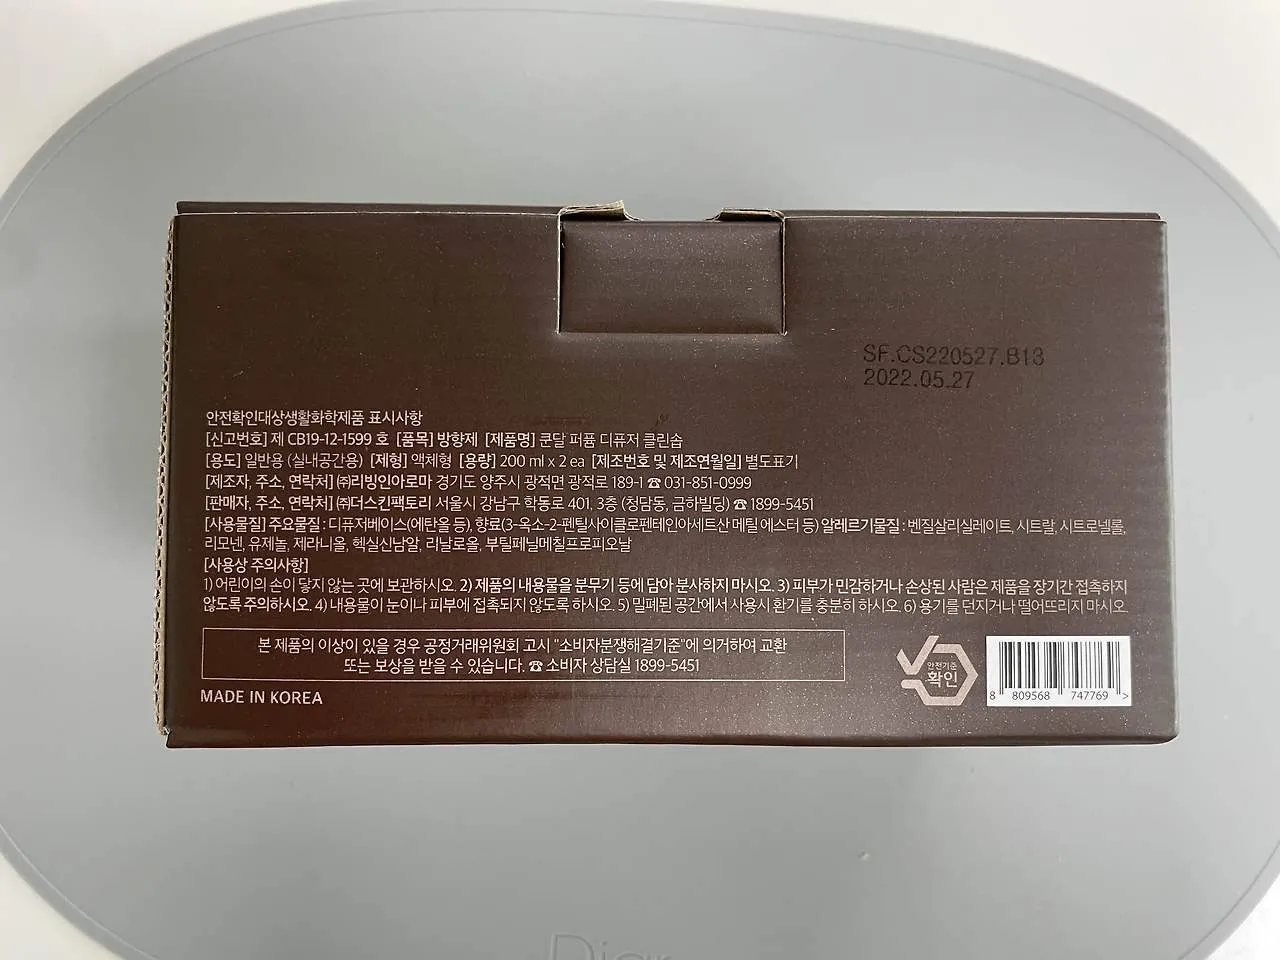 SF.CS220527.B13
2022.05.27
안전확인대상생활화학제품 표시사항
[신고번호] 제 CB19-12-1599 호 [품목] 방향제 [제품명] 쿤달 퍼퓸 디퓨저 클린솝
[용도] 일반용 (실내공간용) [제형] 액체형 [용량] 200 ml x 2 ea [제조번호 및 제조연월일] 별도표기
[제조자, 주소, 연락처] ㈜리빙인아로마 경기도 양주시 광적면 광적로 189-1 ☎ 031-851-0999
[판매자, 주소, 연락처] ㈜더스킨팩토리 서울시 강남구 학동로 401, 3층 (청담동, 금하빌딩) ☎ 1899-5451
[사용물질] 주요물질 : 디퓨저베이스(에탄올 등), 향료(3-옥소-2-펜틸사이클로펜테인아세트산 메틸 에스터 등) 알레르기물질 : 벤질살리실레이트, 시트랄, 시트로넬롤,
리모넨, 유제놀, 제라니올, 헥실신남알, 리날로올, 부틸페닐메칠프로피오날
[사용상 주의사항]
1) 어린이의 손이 닿지 않는 곳에 보관하시오. 2) 제품의 내용물을 분무기 등에 담아 분사하지 마시오. 3) 피부가 민감하거나 손상된 사람은 제품을 장기간 접촉하지
않도록 주의하시오. 4) 내용물이 눈이나 피부에 접촉되지 않도록 하시오. 5) 밀폐된 공간에서 사용시 환기를 충분히 하시오. 6) 용기를 던지거나 떨어뜨리지 마시오.
본 제품의 이상이 있을 경우 공정거래위원회 고시 "소비자분쟁해결기준"에 의거하여 교환
또는 보상을 받을 수 있습니다. ☎ 소비자 상담실 1899-5451
안전기준
확인
8 809568 747769 >
MADE IN KOREA
Dior